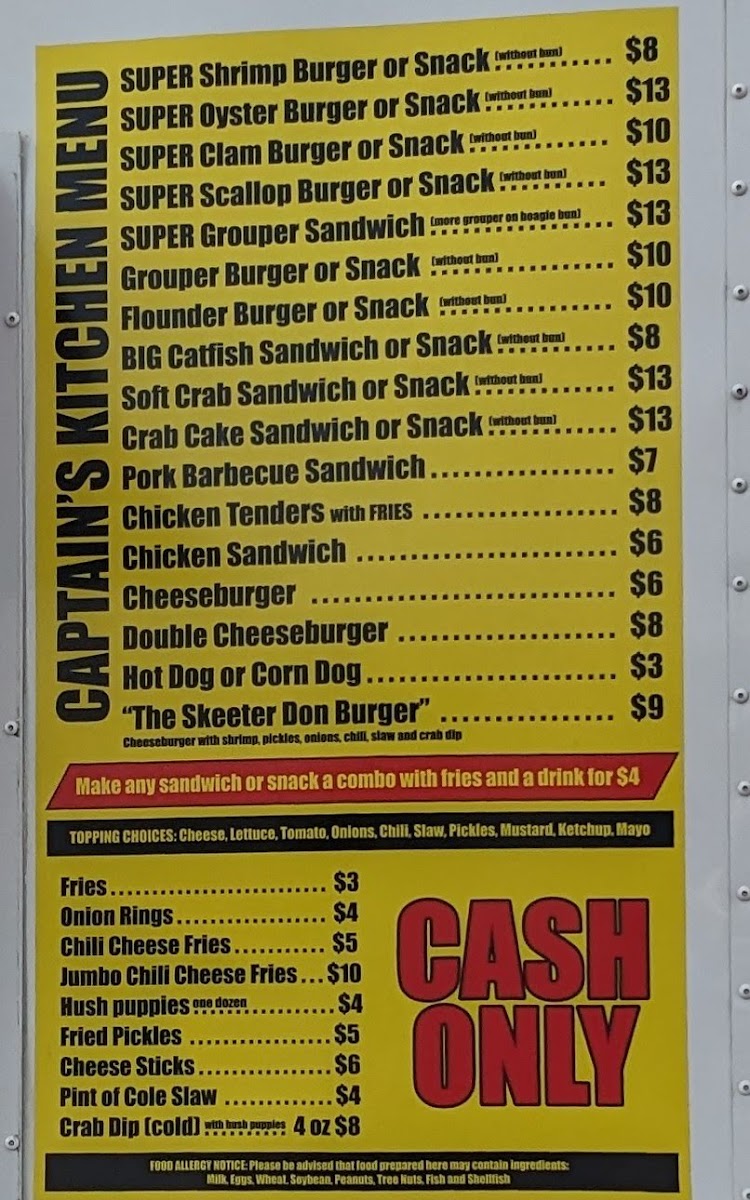 CAPTAIN'S KITCHEN MENU
SUPER Shrimp Burger or Snack (without bun) ............ $8
SUPER Oyster Burger or Snack (without bun) ............ $13
SUPER Clam Burger or Snack (without bun) ............. $10
SUPER Scallop Burger or Snack (without bun) .......... $13
SUPER Grouper Sandwich (more grouper on hoagie bun) ................. $13
Grouper Burger or Snack (without bun) ................. $10
Flounder Burger or Snack (without bun) ................ $10
BIG Catfish Sandwich or Snack (without bun) ........... $8
Soft Crab Sandwich or Snack (without bun) ............. $13
Crab Cake Sandwich or Snack (without bun) ............ $13
Pork Barbecue Sandwich ................. $7
Chicken Tenders with FRIES .................. $8
Chicken Sandwich ........................ $6
Cheeseburger ............................ $6
Double Cheeseburger .................... $8
Hot Dog or Corn Dog ....................... $3
“The Skeeter Don Burger” ................ $9
Cheeseburger with shrimp, pickles, onions, chili, slaw and crab dip
Make any sandwich or snack a combo with fries and a drink for $4
TOPPING CHOICES: Cheese, Lettuce, Tomato, Onions, Chili, Slaw, Pickles, Mustard, Ketchup, Mayo
Fries .......................... $3
Onion Rings .................. $4
Chili Cheese Fries ........... $5
Jumbo Chili Cheese Fries ... $10
Hush puppies one dozen ................. $4
Fried Pickles ................. $5
Cheese Sticks ................ $6
Pint of Cole Slaw ............. $4
Crab Dip (cold) with hush puppies .......... 4 oz $8
CASH
ONLY
FOOD ALLERGY NOTICE: Please be advised that food prepared here may contain ingredients:
Milk, Eggs, Wheat, Soybean, Peanuts, Tree Nuts, Fish and Shellfish